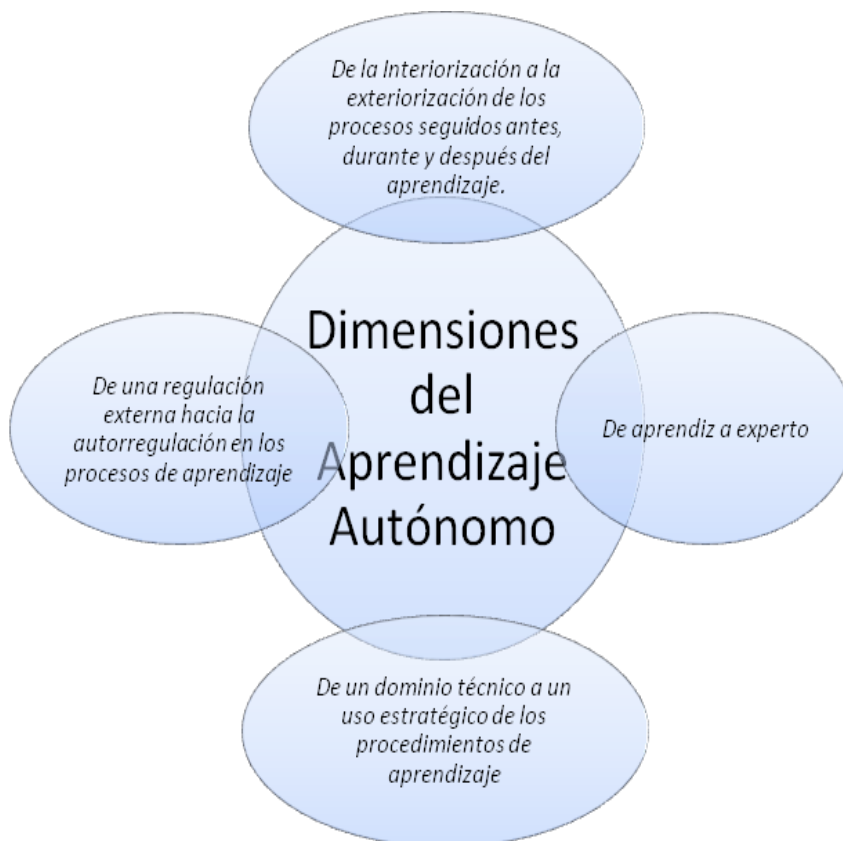 De la Interiorización a la
exteriorización de los
procesos seguidos antes,
durante y después del
aprendizaje.
Dimensiones
del
Aprendizaje
Autónomo
De una regulación
externa hacia la
autorregulación en los
procesos de aprendizaje
De aprendiz a experto
De un dominio técnico a un
uso estratégico de los
procedimientos de
aprendizaje